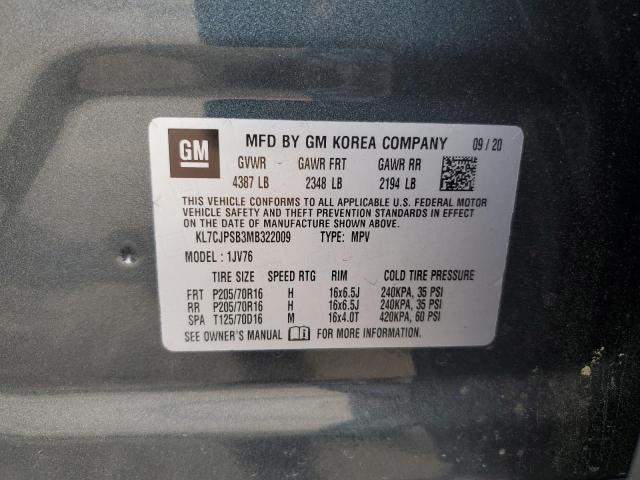 GM
MFD BY GM KOREA COMPANY 09/20
GVWR GAWR FRT GAWR RR
4387 LB 2348 LB 2194 LB
THIS VEHICLE CONFORMS TO ALL APPLICABLE U.S. FEDERAL MOTOR
VEHICLE SAFETY AND THEFT PREVENTION STANDARDS IN EFFECT
ON THE DATE OF MANUFACTURE SHOWN ABOVE.
KL7CJPSB3MB322009 TYPE: MPV
MODEL : 1JV76
TIRE SIZE SPEED RTG RIM COLD TIRE PRESSURE
FRT P205/70R16 H 16x6.5J 240KPA, 35 PSI
RR P205/70R16 H 16x6.5J 240KPA, 35 PSI
SPA T125/70D16 M 16x4.0T 420KPA, 60 PSI
SEE OWNER'S MANUAL FOR MORE INFORMATION.